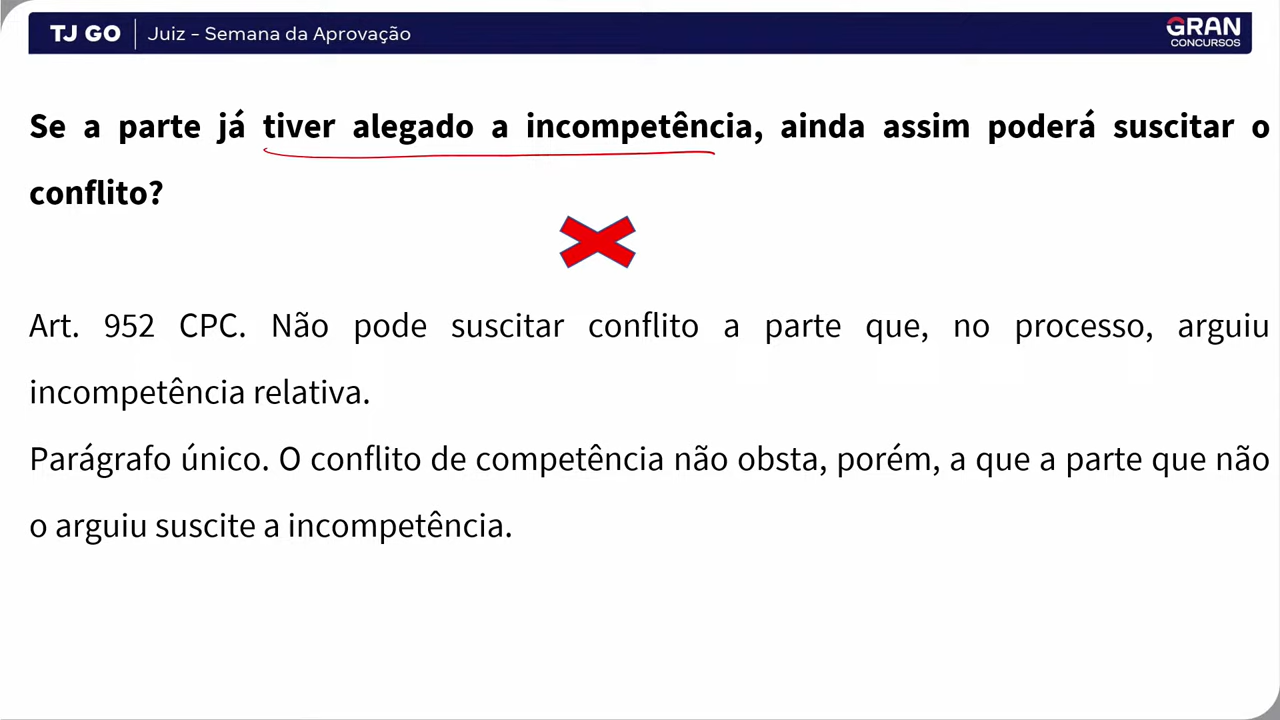 TJ GO
Juiz – Semana da Aprovação
GRAN
CONCURSOS
Se a parte já tiver alegado a incompetência, ainda assim poderá suscitar o
conflito?
Art. 952 CPC. Não pode suscitar conflito a parte que, no processo, arguiu
incompetência relativa.
Parágrafo único. O conflito de competência não obsta, porém, a que a parte que não
o arguiu suscite a incompetência.